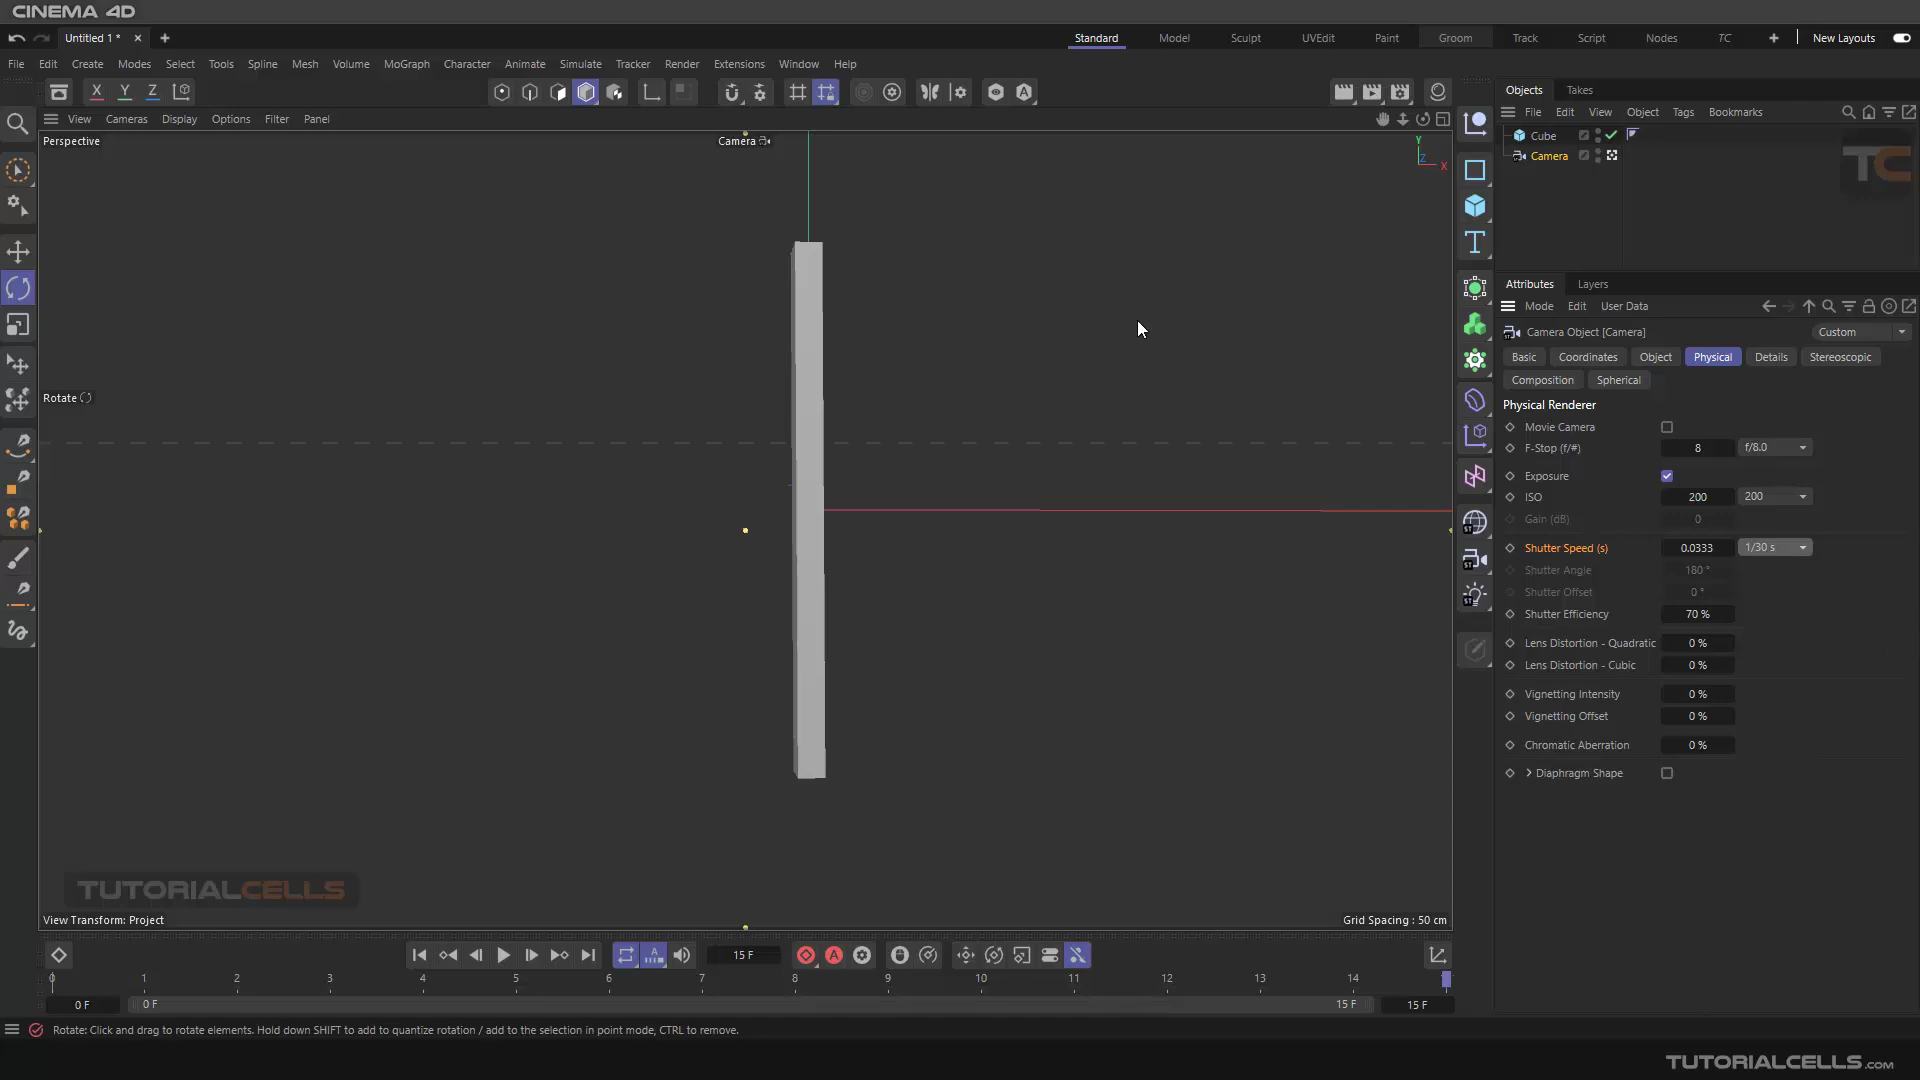 CINEMA 4D
Untitled 1 *
Standard Model Sculpt UVEdit Paint Groom Track Script Nodes TC New Layouts
File Edit Create Modes Select Tools Spline Mesh Volume MoGraph Character Animate Simulate Tracker Render Extensions Window Help
X Y Z
Objects Takes
View Cameras Display Options Filter Panel
File Edit View Object Tags Bookmarks
Perspective
Camera
Y
Z
X
Cube
Camera
TC
Attributes Layers
Mode Edit User Data
Camera Object [Camera]
Custom
Basic Coordinates Object Physical Details Stereoscopic
Composition Spherical
Rotate
Physical Renderer
Movie Camera
F-Stop (f/#) 8 f/8.0
Exposure
ISO 200 200
Gain (dB) 0
Shutter Speed (s) 0.0333 1/30 s
Shutter Angle 180 °
Shutter Offset 0 °
Shutter Efficiency 70 %
Lens Distortion - Quadratic 0 %
Lens Distortion - Cubic 0 %
Vignetting Intensity 0 %
Vignetting Offset 0 %
Chromatic Aberration 0 %
Diaphragm Shape
TUTORIALCELLS
View Transform: Project
Grid Spacing : 50 cm
15 F
0 1 2 3 4 5 6 7 8 9 10 11 12 13 14
0 F 0 F 15 F 15 F
Rotate: Click and drag to rotate elements. Hold down SHIFT to add to quantize rotation / add to the selection in point mode, CTRL to remove.
TUTORIALCELLS.COM